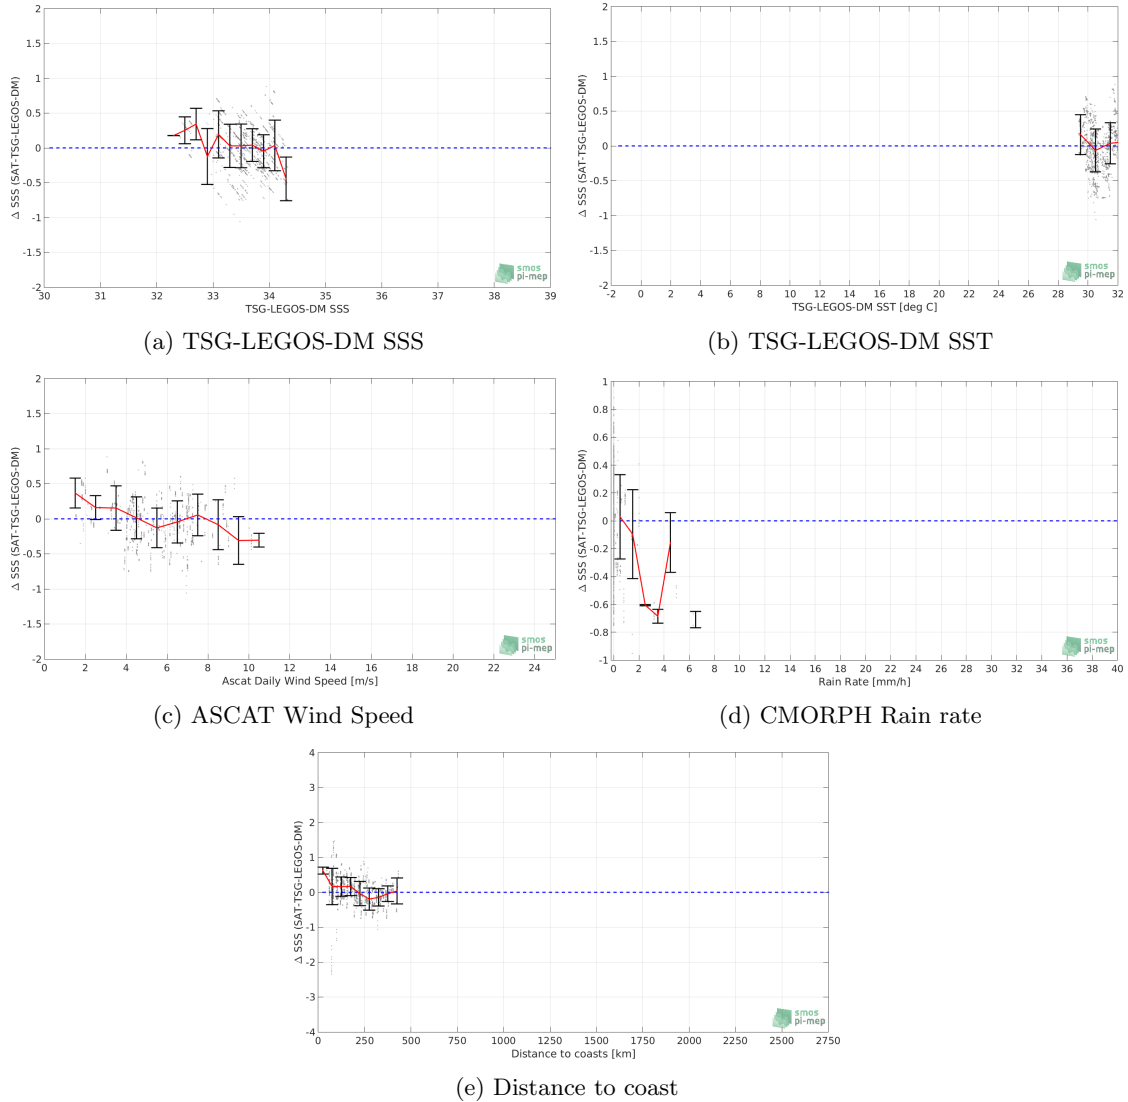 2
1.5
1
0.5
0
-0.5
-1
-1.5
-2
Δ SSS (SAT-TSG-LEGOS-DM)
30 31 32 33 34 35 36 37 38 39
TSG-LEGOS-DM SSS
smos
pi-mep
(a) TSG-LEGOS-DM SSS
2
1.5
1
0.5
0
-0.5
-1
-1.5
-2
Δ SSS (SAT-TSG-LEGOS-DM)
-2 0 2 4 6 8 10 12 14 16 18 20 22 24 26 28 30 32
TSG-LEGOS-DM SST [deg C]
smos
pi-mep
(b) TSG-LEGOS-DM SST
2
1.5
1
0.5
0
-0.5
-1
-1.5
-2
Δ SSS (SAT-TSG-LEGOS-DM)
0 2 4 6 8 10 12 14 16 18 20 22 24
Ascat Daily Wind Speed [m/s]
smos
pi-mep
(c) ASCAT Wind Speed
1
0.8
0.6
0.4
0.2
0
-0.2
-0.4
-0.6
-0.8
-1
Δ SSS (SAT-TSG-LEGOS-DM)
0 2 4 6 8 10 12 14 16 18 20 22 24 26 28 30 32 34 36 38 40
Rain Rate [mm/h]
smos
pi-mep
(d) CMORPH Rain rate
4
3
2
1
0
-1
-2
-3
-4
Δ SSS (SAT-TSG-LEGOS-DM)
0 250 500 750 1000 1250 1500 1750 2000 2250 2500 2750
Distance to coasts [km]
smos
pi-mep
(e) Distance to coast